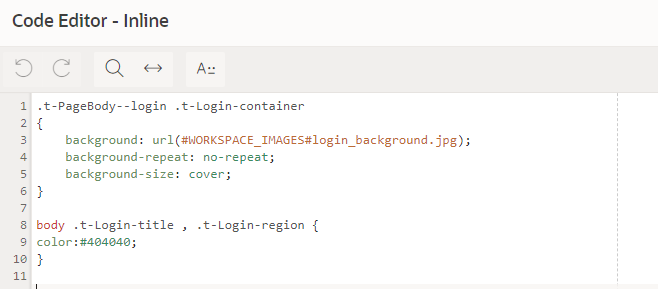 Code Editor - Inline
A::
1 .t-PageBody--login .t-Login-container
2 {
3     background: url(#WORKSPACE_IMAGES#login_background.jpg);
4     background-repeat: no-repeat;
5     background-size: cover;
6 }
7
8 body .t-Login-title , .t-Login-region {
9 color:#404040;
10 }
11